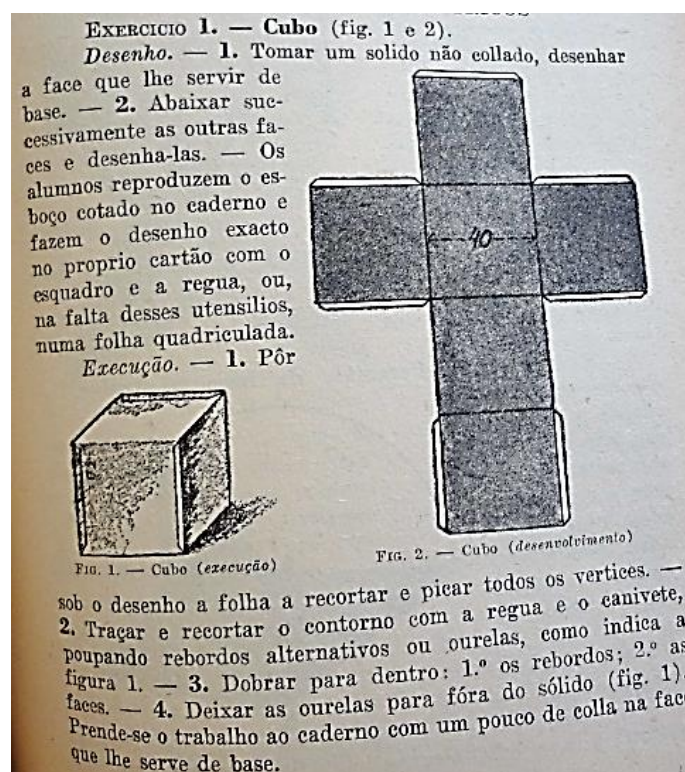 EXERCICIO 1. — Cubo (fig. 1 e 2).
Desenho. — 1. Tomar um solido não collado, desenhar
a face que lhe servir de
base. — 2. Abaixar suc-
cessivamente as outras fa-
ces e desenha-las. — Os
alumnos reproduzem o es-
boço cotado no caderno e
fazem o desenho exacto
no proprio cartão com o
esquadro e a regua, ou,
na falta desses utensilios,
numa folha quadriculada.
Execução. — 1. Pôr
40
FIG. 1. — Cubo (execução)
FIG. 2. — Cubo (desenvolvimento)
sob o desenho a folha a recortar e picar todos os vertices. —
2. Traçar e recortar o contorno com a regua e o canivete,
poupando rebordos alternativos ou ourelas, como indica a
figura 1. — 3. Dobrar para dentro: 1.º os rebordos; 2.º as
faces. — 4. Deixar as ourelas para fóra do sólido (fig. 1).
Prende-se o trabalho ao caderno com um pouco de colla na face
que lhe serve de base.